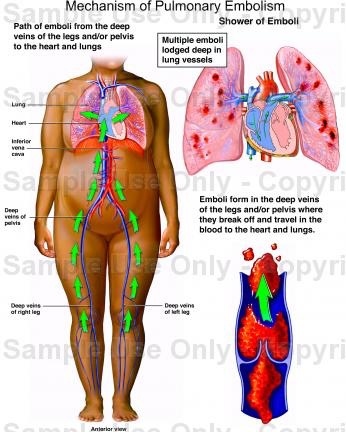 Mechanism of Pulmonary Embolism
Path of emboli from the deep
veins of the legs and/or pelvis
to the heart and lungs
Shower of Emboli
Multiple emboli
lodged deep in
lung vessels
Lung
Heart
Inferior
vena
cava
Deep
veins of
pelvis
Deep veins
of right leg
Deep veins
of left leg
Anterior view
Emboli form in the deep veins
of the legs and/or pelvis where
they break off and travel in the
blood to the heart and lungs.
Sample Use Only - Copyri
Sample Use Only - Copyri
Sample Use Only - Copyri
Sample Use Only - Copyri
Sample Use Only - Copyri